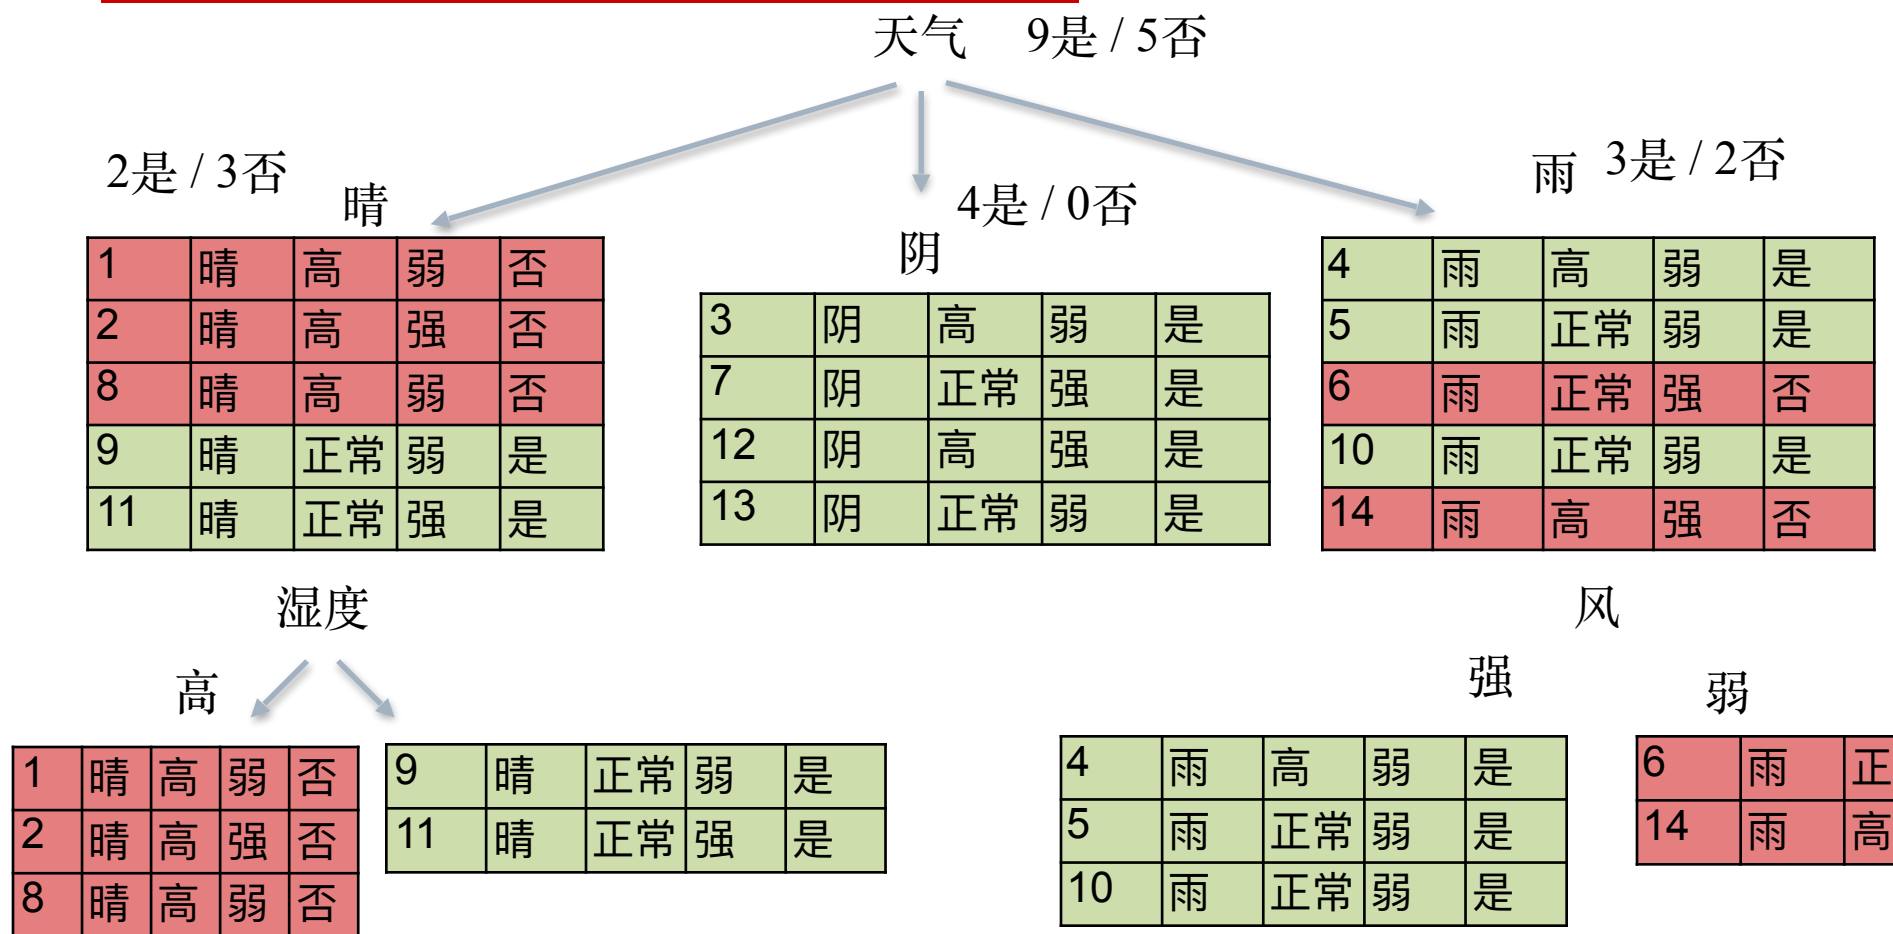 天气 9是 / 5否
2是 / 3否
晴
4是 / 0否
阴
雨 3是 / 2否
1 晴 高 弱 否
2 晴 高 强 否
8 晴 高 弱 否
9 晴 正常 弱 是
11 晴 正常 强 是
3 阴 高 弱 是
7 阴 正常 强 是
12 阴 高 强 是
13 阴 正常 弱 是
4 雨 高 弱 是
5 雨 正常 弱 是
6 雨 正常 强 否
10 雨 正常 弱 是
14 雨 高 强 否
湿度
高
1 晴 高 弱 否
2 晴 高 强 否
8 晴 高 弱 否
9 晴 正常 弱 是
11 晴 正常 强 是
风
强
弱
4 雨 高 弱 是
5 雨 正常 弱 是
10 雨 正常 弱 是
6 雨 正
14 雨 高